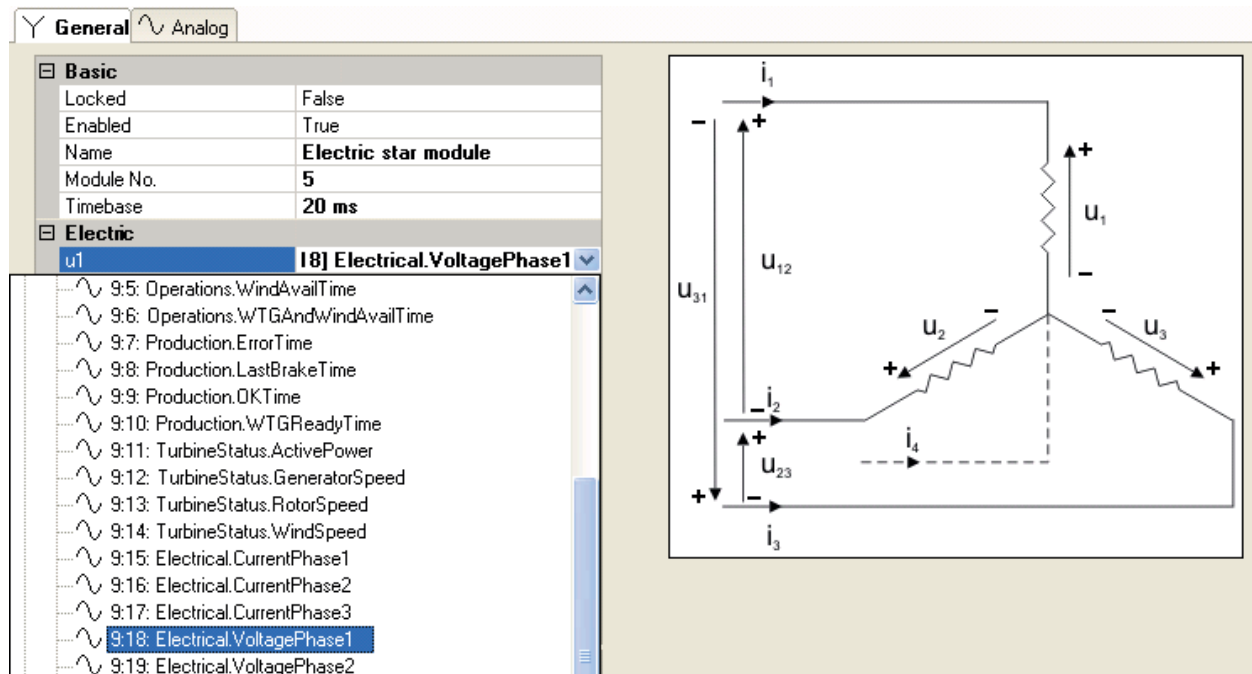 General Analog
Basic
Locked False
Enabled True
Name Electric star module
Module No. 5
Timebase 20 ms
Electric
u1 18] Electrical.VoltagePhase1
9:5: Operations.WindAvailTime
9:6: Operations.WTGAndWindAvailTime
9:7: Production.ErrorTime
9:8: Production.LastBrakeTime
9:9: Production.OKTime
9:10: Production.WTGReadyTime
9:11: TurbineStatus.ActivePower
9:12: TurbineStatus.GeneratorSpeed
9:13: TurbineStatus.RotorSpeed
9:14: TurbineStatus.WindSpeed
9:15: Electrical.CurrentPhase1
9:16: Electrical.CurrentPhase2
9:17: Electrical.CurrentPhase3
9:18: Electrical.VoltagePhase1
9:19: Electrical.VoltagePhase2
i₁
− + +
u₁
u₁₂
−
u₃₁
− −
u₂ u₃
+ +
− i₂
+ i₄
u₂₃
+ −
i₃